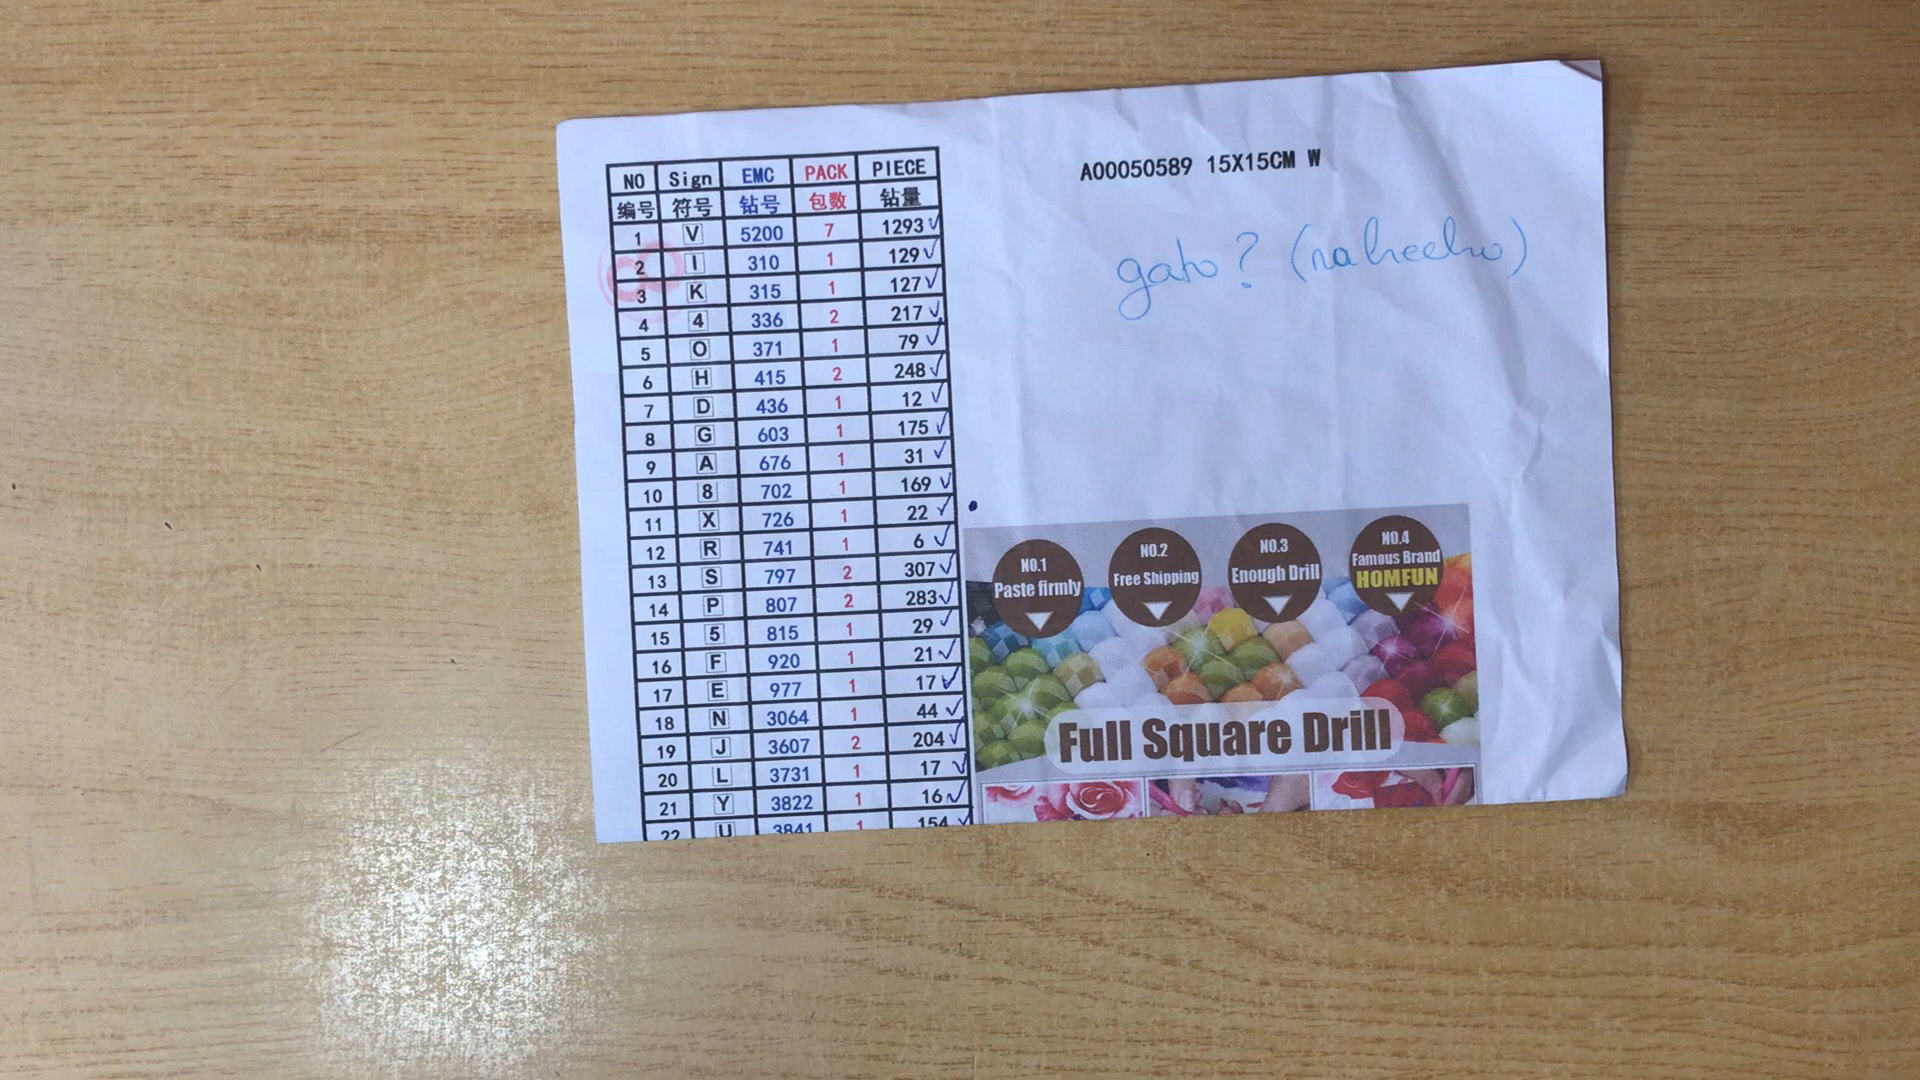 NO Sign EMC PACK PIECE
编号 符号 钻号 包数 钻量
1 V 5200 7 1293 ✓
2 I 310 1 129 ✓
3 K 315 1 127 ✓
4 4 336 2 217 ✓
5 O 371 1 79 ✓
6 H 415 2 248 ✓
7 D 436 1 12 ✓
8 G 603 1 175 ✓
9 A 676 1 31 ✓
10 8 702 1 169 ✓
11 X 726 1 22 ✓
12 R 741 1 6 ✓
13 S 797 2 307 ✓
14 P 807 2 283 ✓
15 5 815 1 29 ✓
16 F 920 1 21 ✓
17 E 977 1 17 ✓
18 N 3064 1 44 ✓
19 J 3607 2 204 ✓
20 L 3731 1 17 ✓
21 Y 3822 1 16 ✓
22 U 3841 1 154 ✓
8
A00050589 15X15CM W
gato?
NO.1
Paste firmly
NO.2
Free Shipping
NO.3
Enough Drill
NO.4
Famous Brand
HOMFUN
Full Square Drill